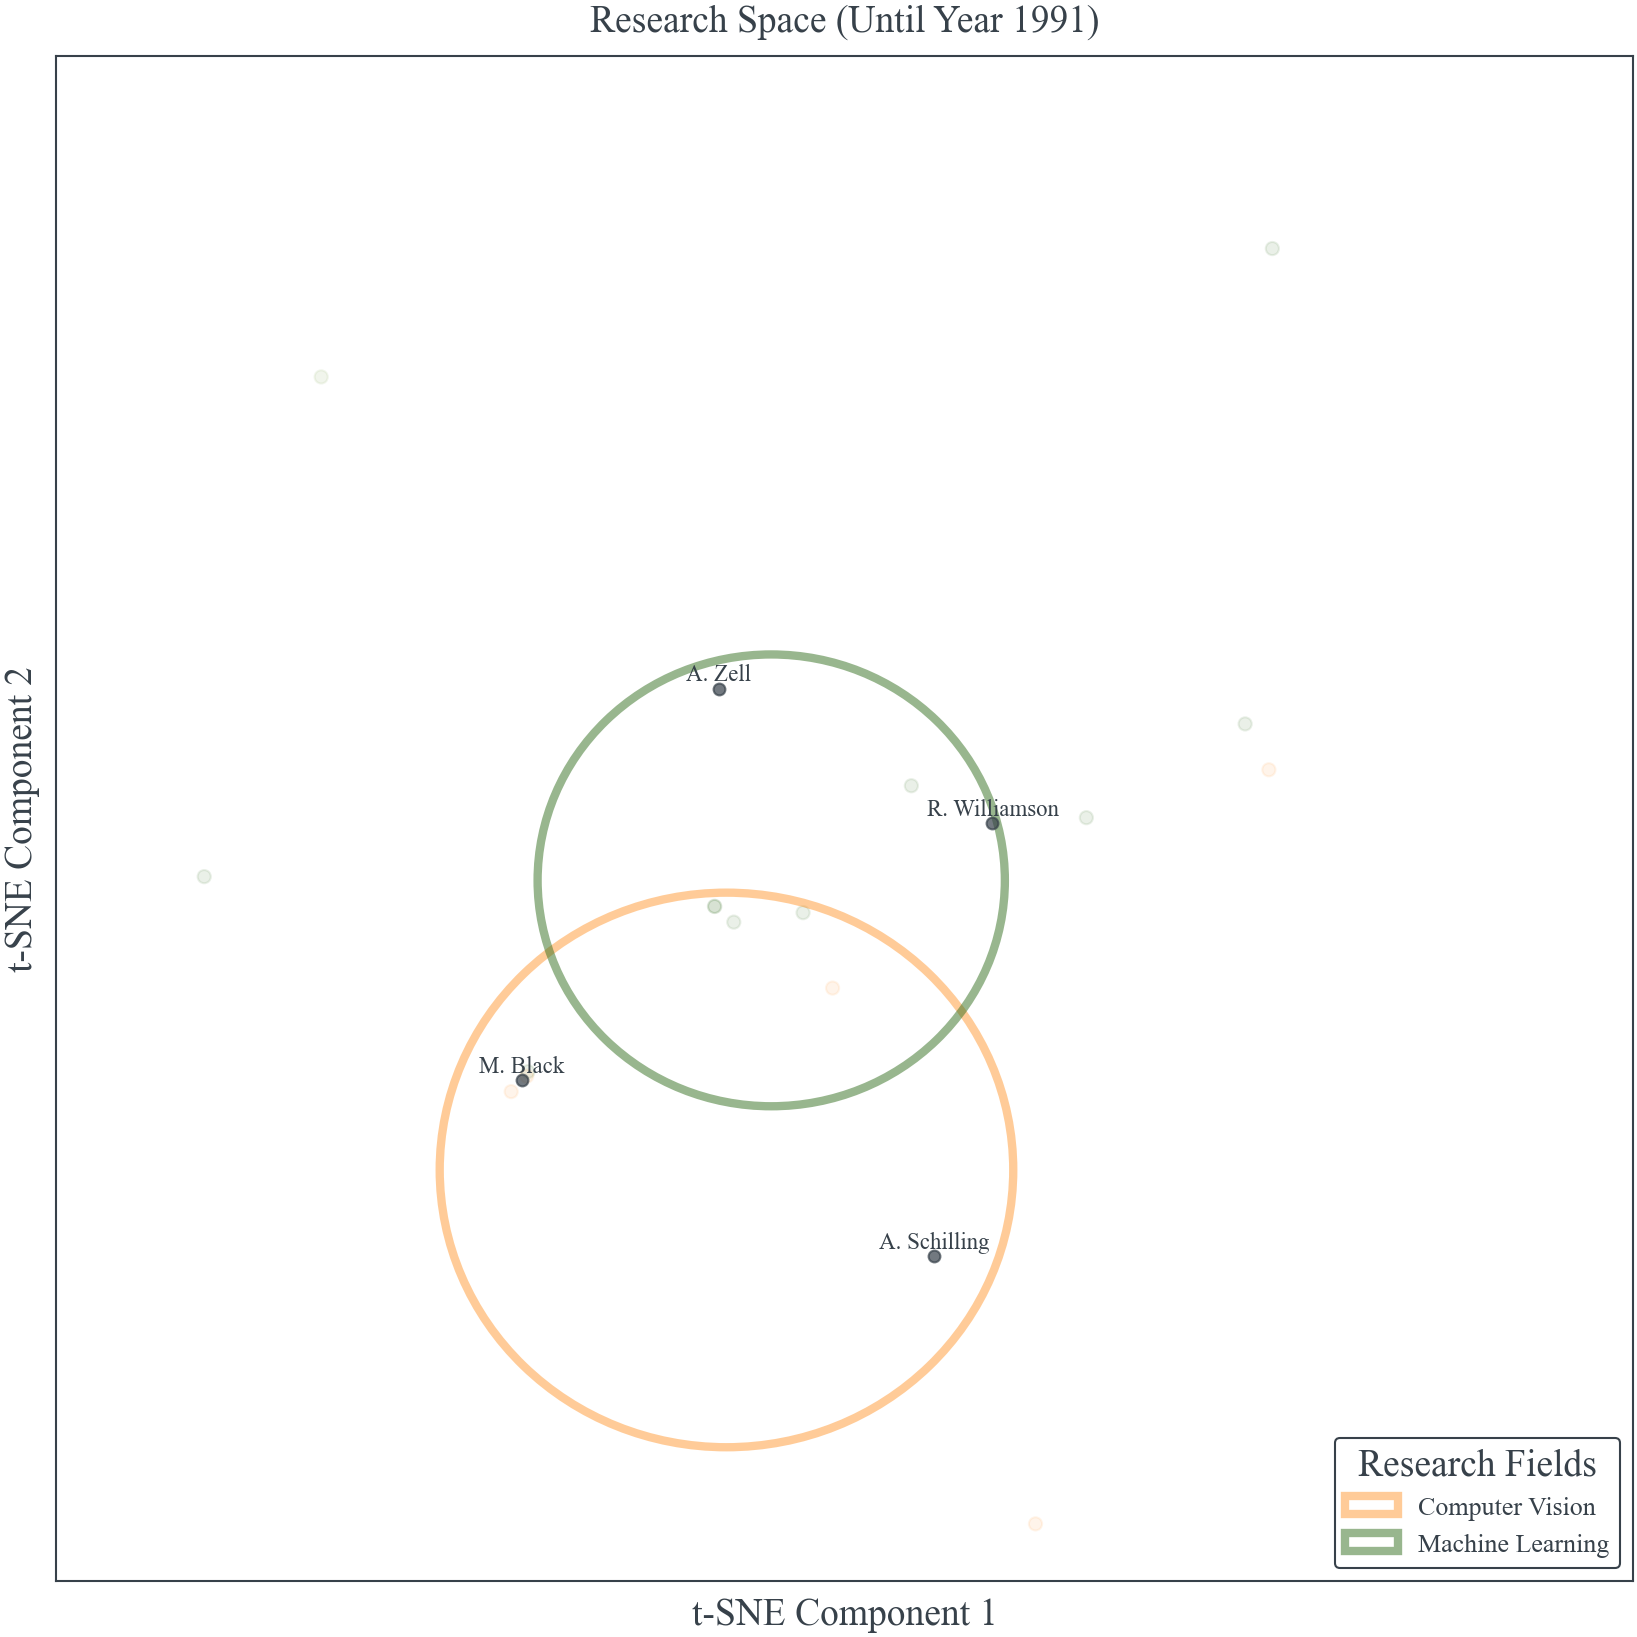 Research Space (Until Year 1991)
t-SNE Component 2
A. Zell
R. Williamson
M. Black
A. Schilling
Research Fields
Computer Vision
Machine Learning
t-SNE Component 1